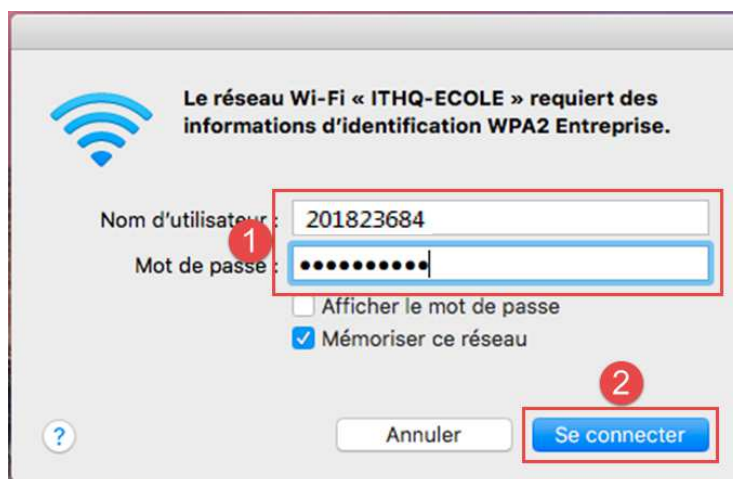 Le réseau Wi-Fi « ITHQ-ECOLE » requiert des
informations d'identification WPA2 Entreprise.
Nom d'utilisateur : 201823684
1
Mot de passe : ••••••••••
Afficher le mot de passe
Mémoriser ce réseau
2
? Annuler Se connecter